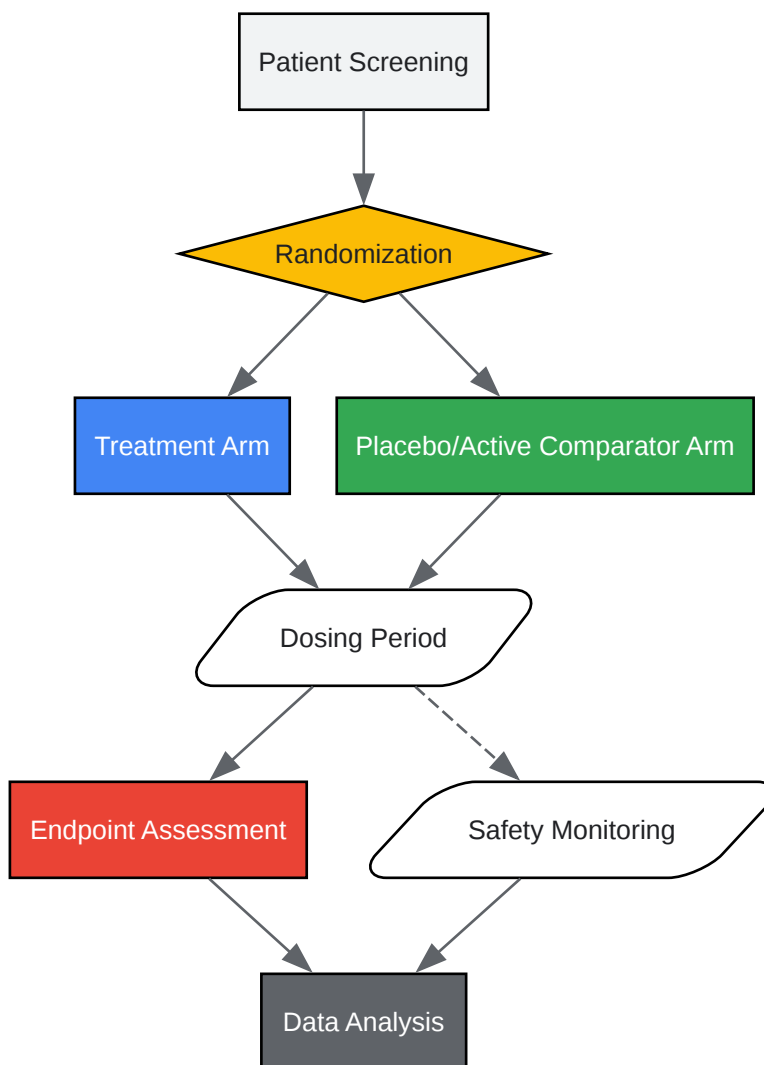 Patient Screening
Randomization
Treatment Arm
Placebo/Active Comparator Arm
Dosing Period
Endpoint Assessment
Safety Monitoring
Data Analysis